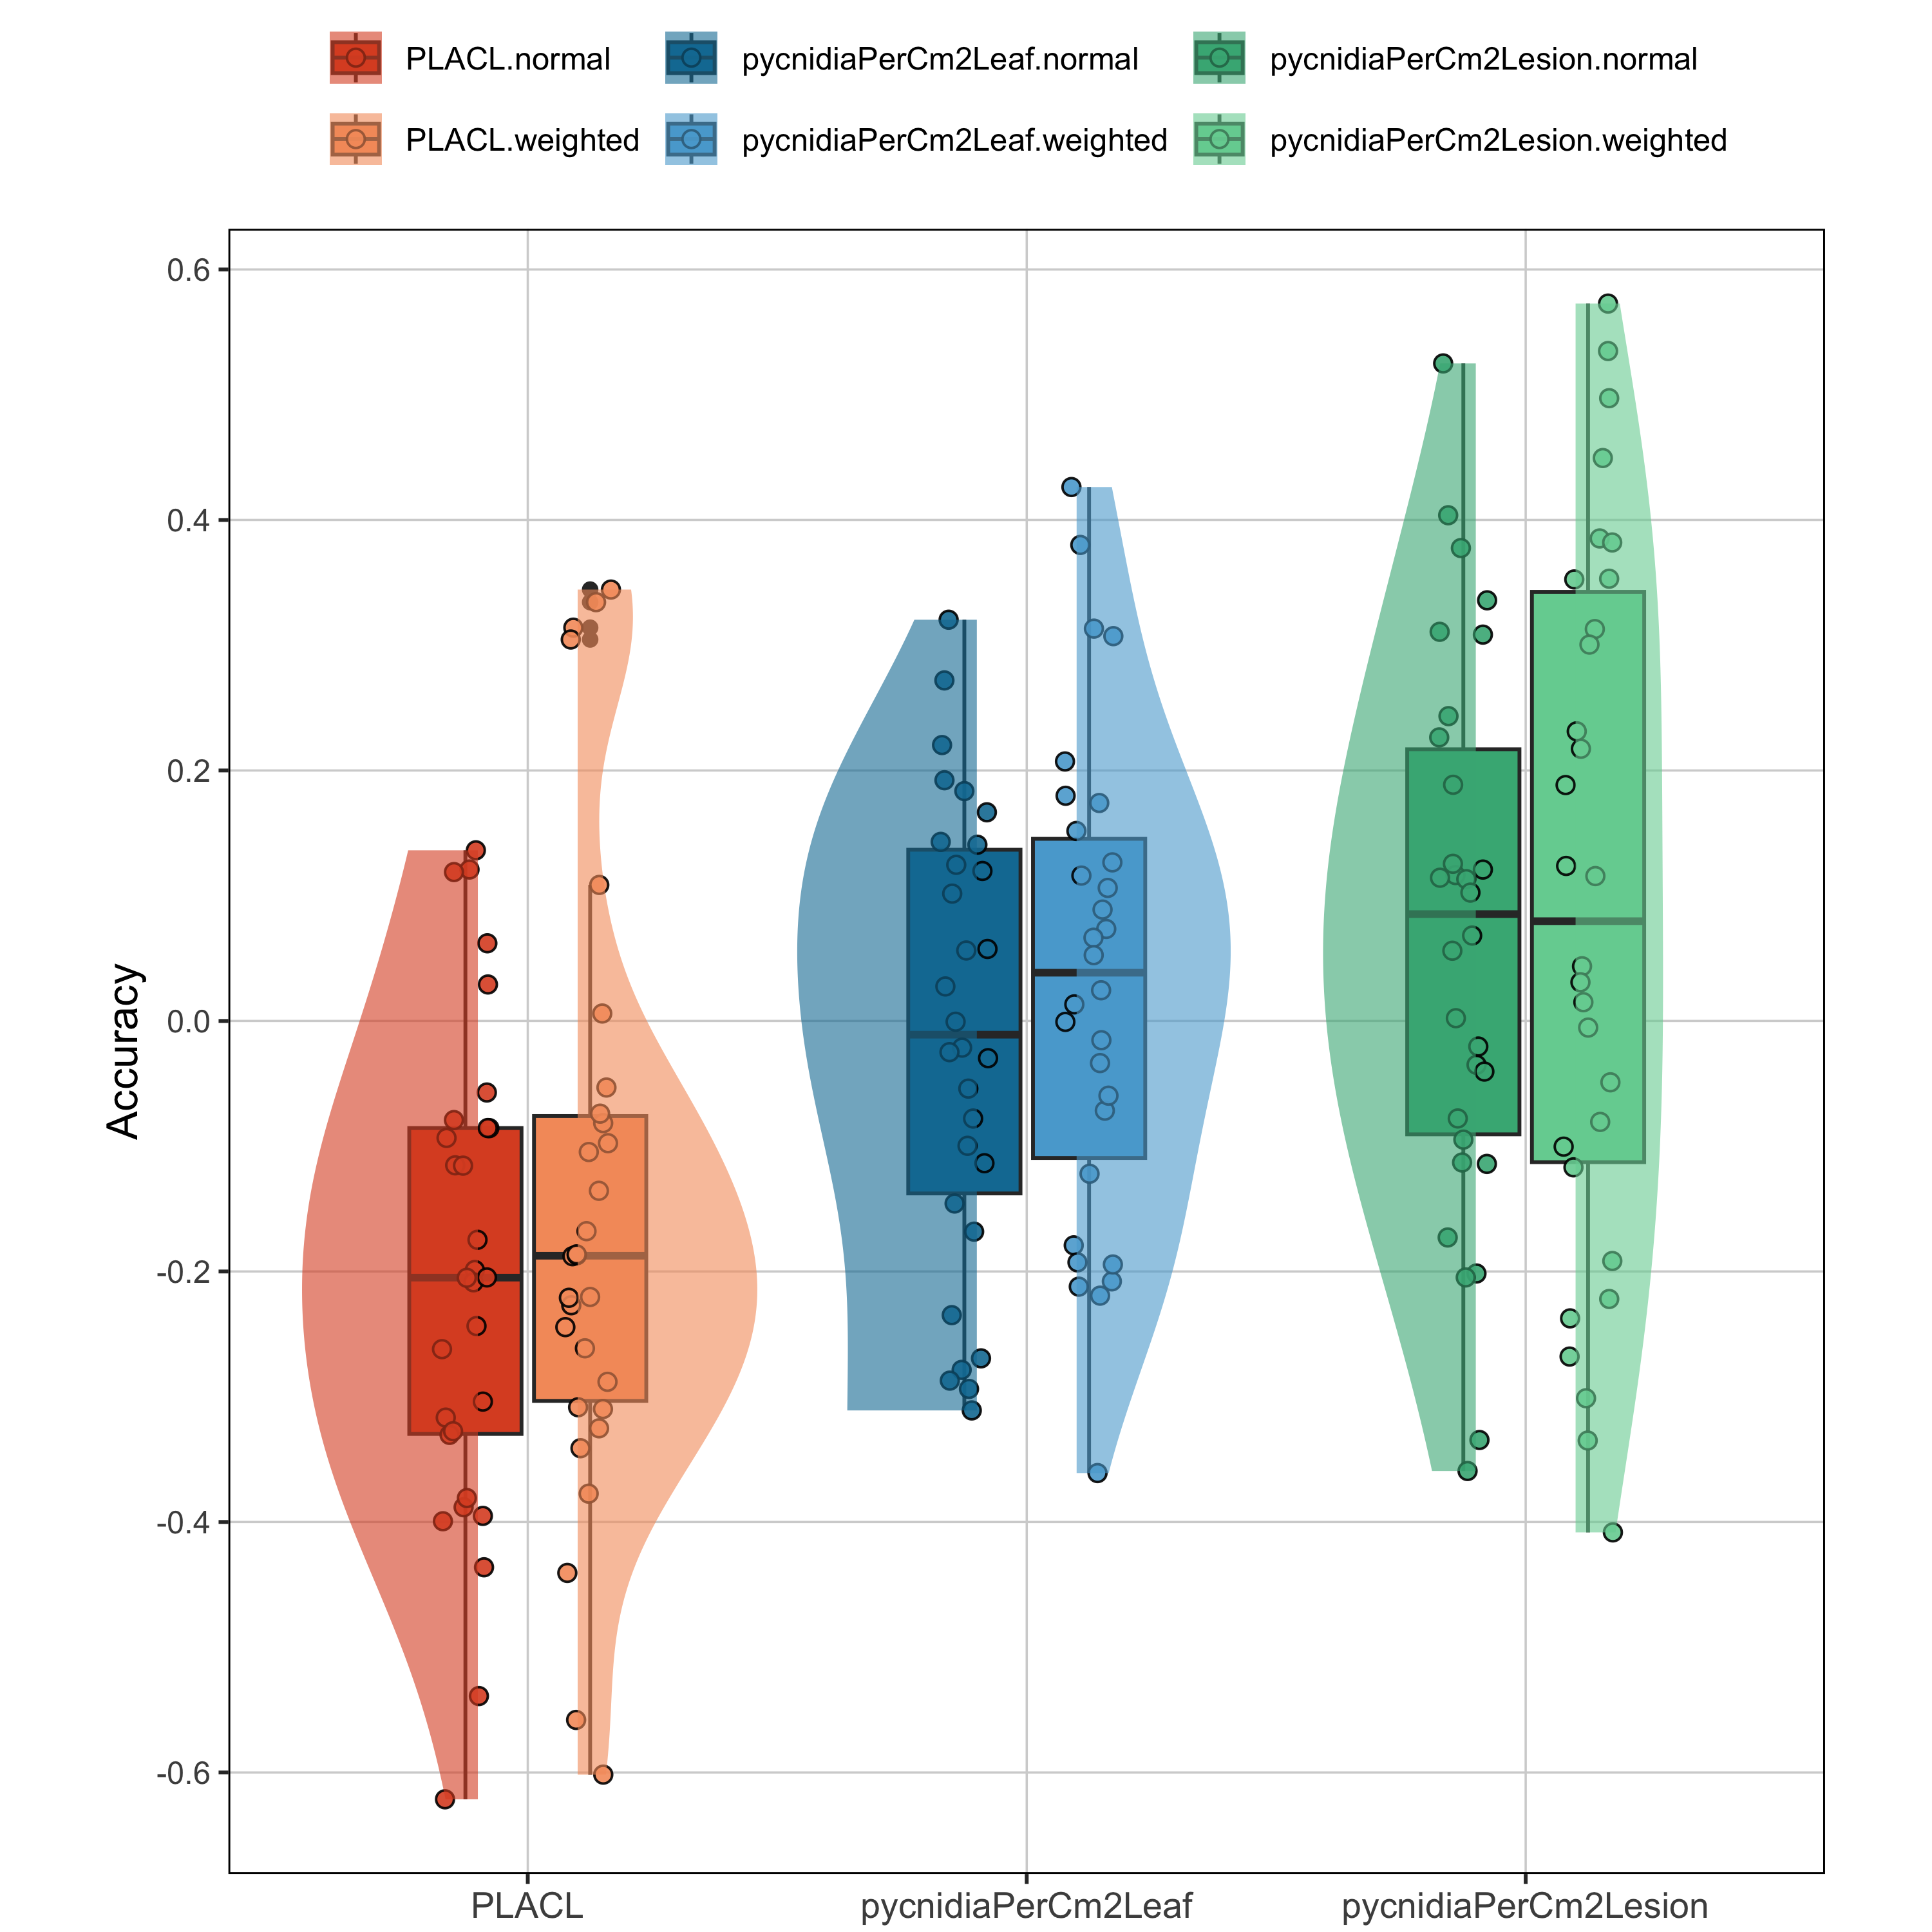 PLACL.normal pycnidiaPerCm2Leaf.normal pycnidiaPerCm2Lesion.normal
PLACL.weighted pycnidiaPerCm2Leaf.weighted pycnidiaPerCm2Lesion.weighted
0.6
0.4
0.2
0.0
-0.2
-0.4
-0.6
Accuracy
PLACL pycnidiaPerCm2Leaf pycnidiaPerCm2Lesion